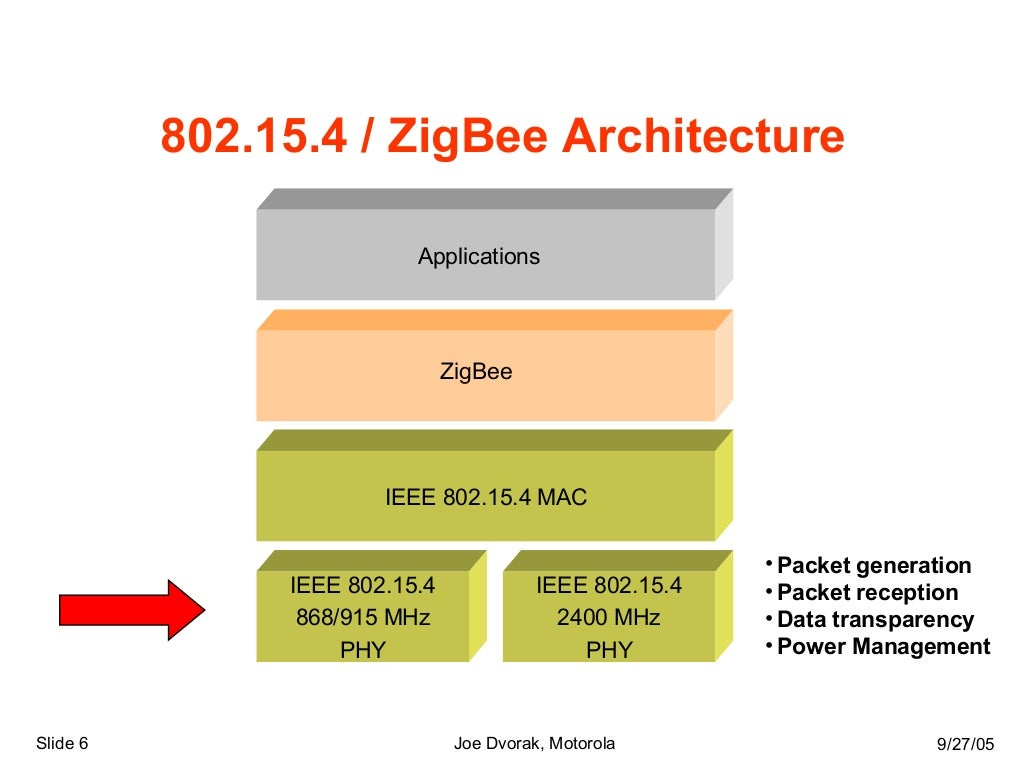 802.15.4 / ZigBee Architecture
Applications
ZigBee
IEEE 802.15.4 MAC
IEEE 802.15.4
868/915 MHz
PHY
IEEE 802.15.4
2400 MHz
PHY
• Packet generation
• Packet reception
• Data transparency
• Power Management
Slide 6
Joe Dvorak, Motorola
9/27/05